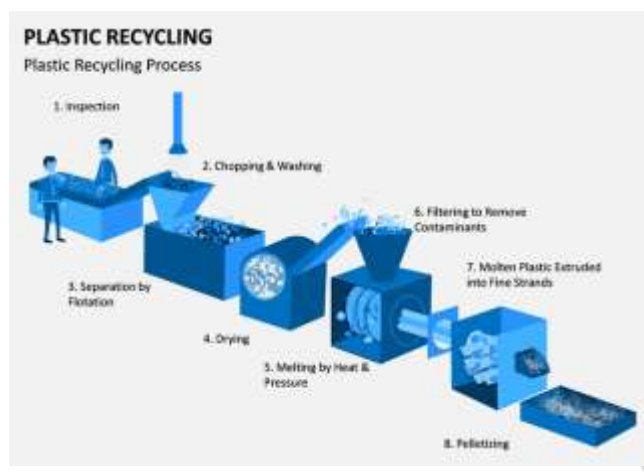 PLASTIC RECYCLING
Plastic Recycling Process
1. Inspection
2. Chopping & Washing
3. Separation by
Flotation
4. Drying
5. Melting by Heat &
Pressure
6. Filtering to Remove
Contaminants
7. Molten Plastic Extruded
into Fine Strands
8. Pelletizing